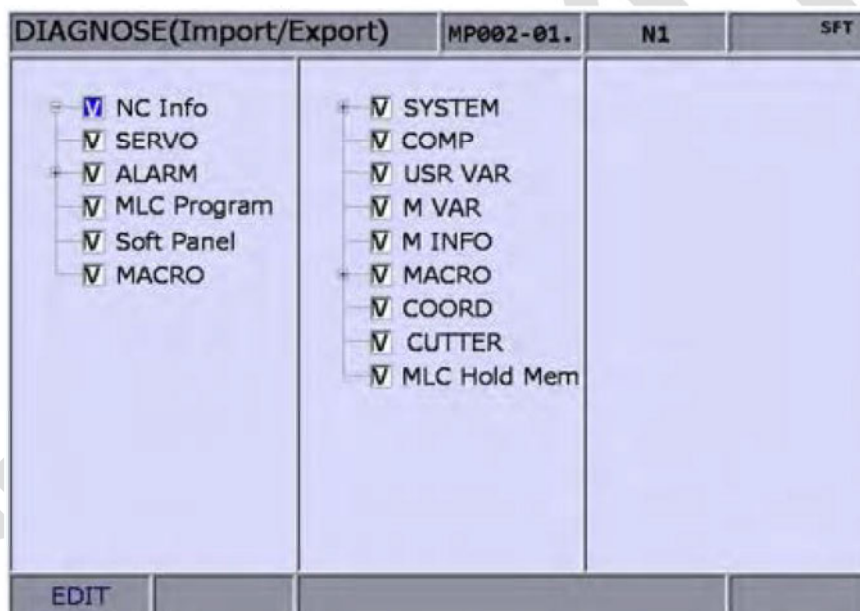 DIAGNOSE(Import/Export) MP002-01. N1 SFT
V NC Info
V SERVO
V ALARM
V MLC Program
V Soft Panel
V MACRO
V SYSTEM
V COMP
V USR VAR
V M VAR
V M INFO
V MACRO
V COORD
V CUTTER
V MLC Hold Mem
EDIT